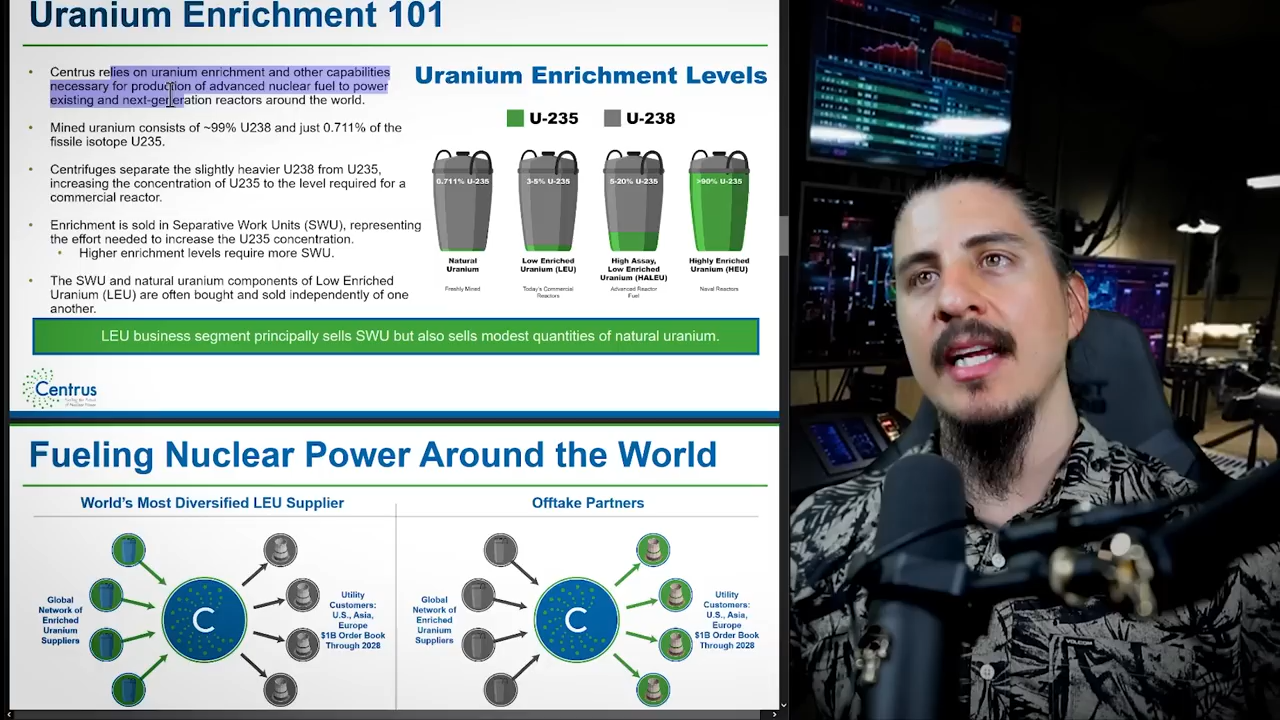 Uranium Enrichment 101
Centrus relies on uranium enrichment and other capabilities
necessary for production of advanced nuclear fuel to power
existing and next-generation reactors around the world.
Mined uranium consists of ~99% U238 and just 0.711% of the
fissile isotope U235.
Centrifuges separate the slightly heavier U238 from U235,
increasing the concentration of U235 to the level required for a
commercial reactor.
Enrichment is sold in Separative Work Units (SWU), representing
the effort needed to increase the U235 concentration.
Higher enrichment levels require more SWU.
The SWU and natural uranium components of Low Enriched
Uranium (LEU) are often bought and sold independently of one
another.
Uranium Enrichment Levels
U-235
U-238
0.711% U-235
3-5% U-235
5-20% U-235
>90% U-235
Natural
Uranium
Freshly Mined
Low Enriched
Uranium (LEU)
Today's Commercial
Reactors
High Assay,
Low Enriched
Uranium (HALEU)
Advanced Reactor
Fuel
Highly Enriched
Uranium (HEU)
Naval Reactors
LEU business segment principally sells SWU but also sells modest quantities of natural uranium.
Centrus
Fueling Nuclear Power Around the World
World's Most Diversified LEU Supplier
Global
Network of
Enriched
Uranium
Suppliers
C
Utility
Customers:
U.S., Asia,
Europe
$1B Order Book
Through 2028
Offtake Partners
Global
Network of
Enriched
Uranium
Suppliers
C
Utility
Customers:
U.S., Asia,
Europe
$1B Order Book
Through 2028
VOLCOM